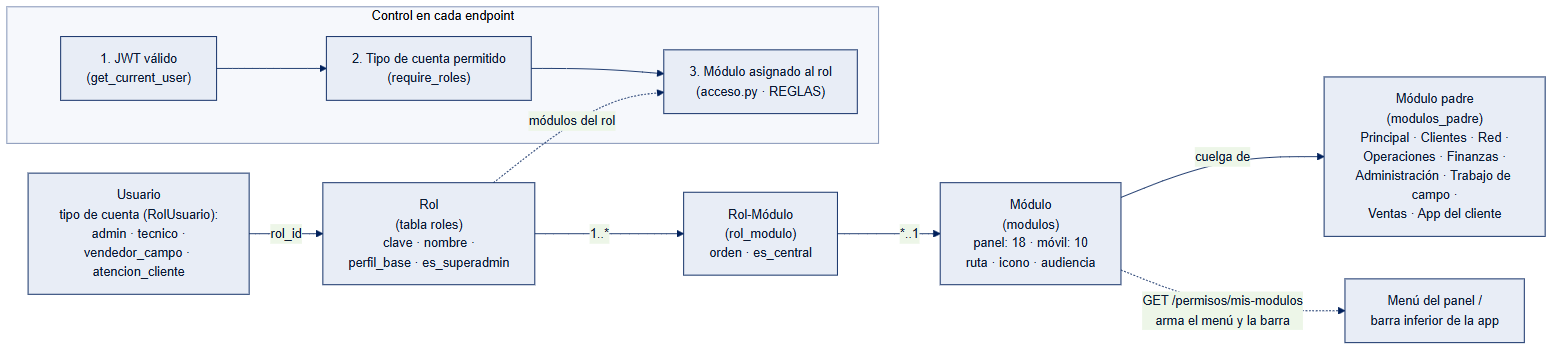 Control en cada endpoint
1. JWT válido
(get_current_user)
2. Tipo de cuenta permitido
(require_roles)
3. Módulo asignado al rol
(acceso.py · REGLAS)
módulos del rol
Usuario
tipo de cuenta (RolUsuario):
admin · tecnico ·
vendedor_campo ·
atencion_cliente
rol_id
Rol
(tabla roles)
clave · nombre ·
perfil_base · es_superadmin
1..*
Rol-Módulo
(rol_modulo)
orden · es_central
*..1
Módulo
(modulos)
panel: 18 · móvil: 10
ruta · icono · audiencia
cuelga de
Módulo padre
(modulos_padre)
Principal · Clientes · Red ·
Operaciones · Finanzas ·
Administración · Trabajo de
campo ·
Ventas · App del cliente
GET /permisos/mis-modulos
arma el menú y la barra
Menú del panel /
barra inferior de la app